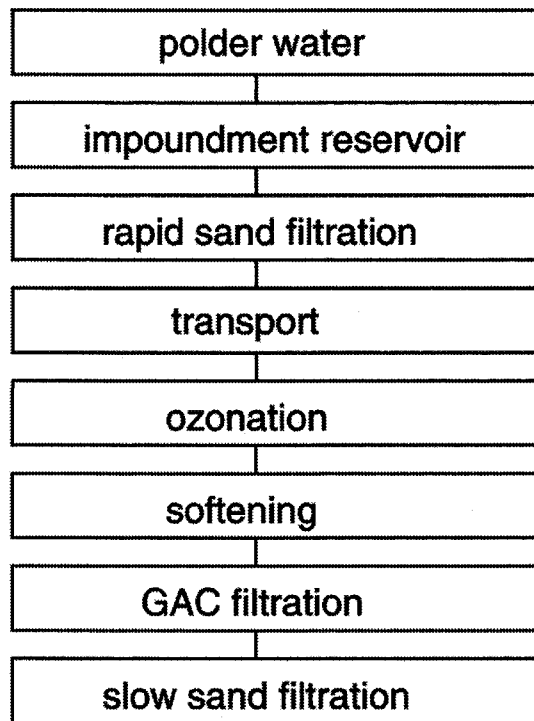 polder water
impoundment reservoir
rapid sand filtration
transport
ozonation
softening
GAC filtration
slow sand filtration